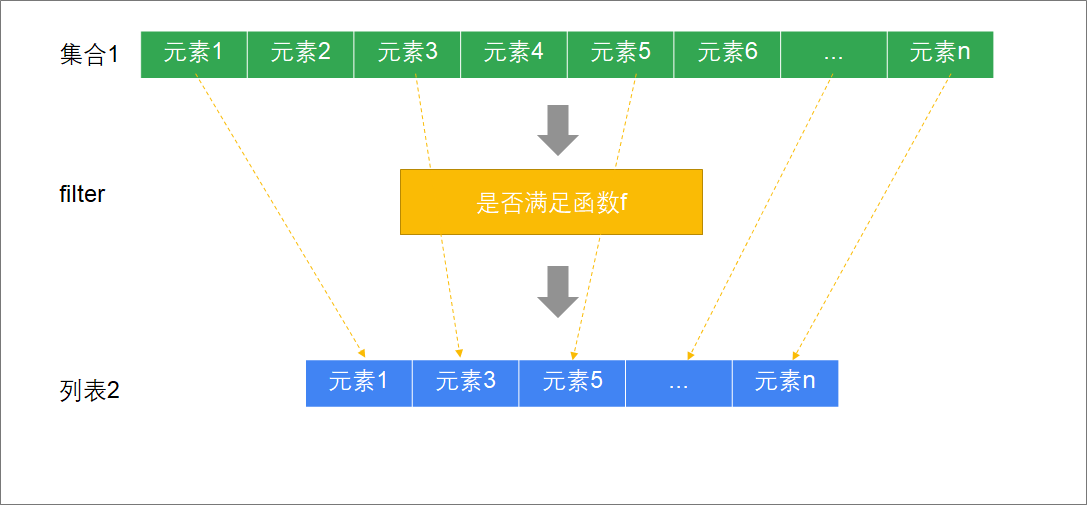 集合1 元素1 元素2 元素3 元素4 元素5 元素6 ... 元素n
filter 是否满足函数f
列表2 元素1 元素3 元素5 ... 元素n